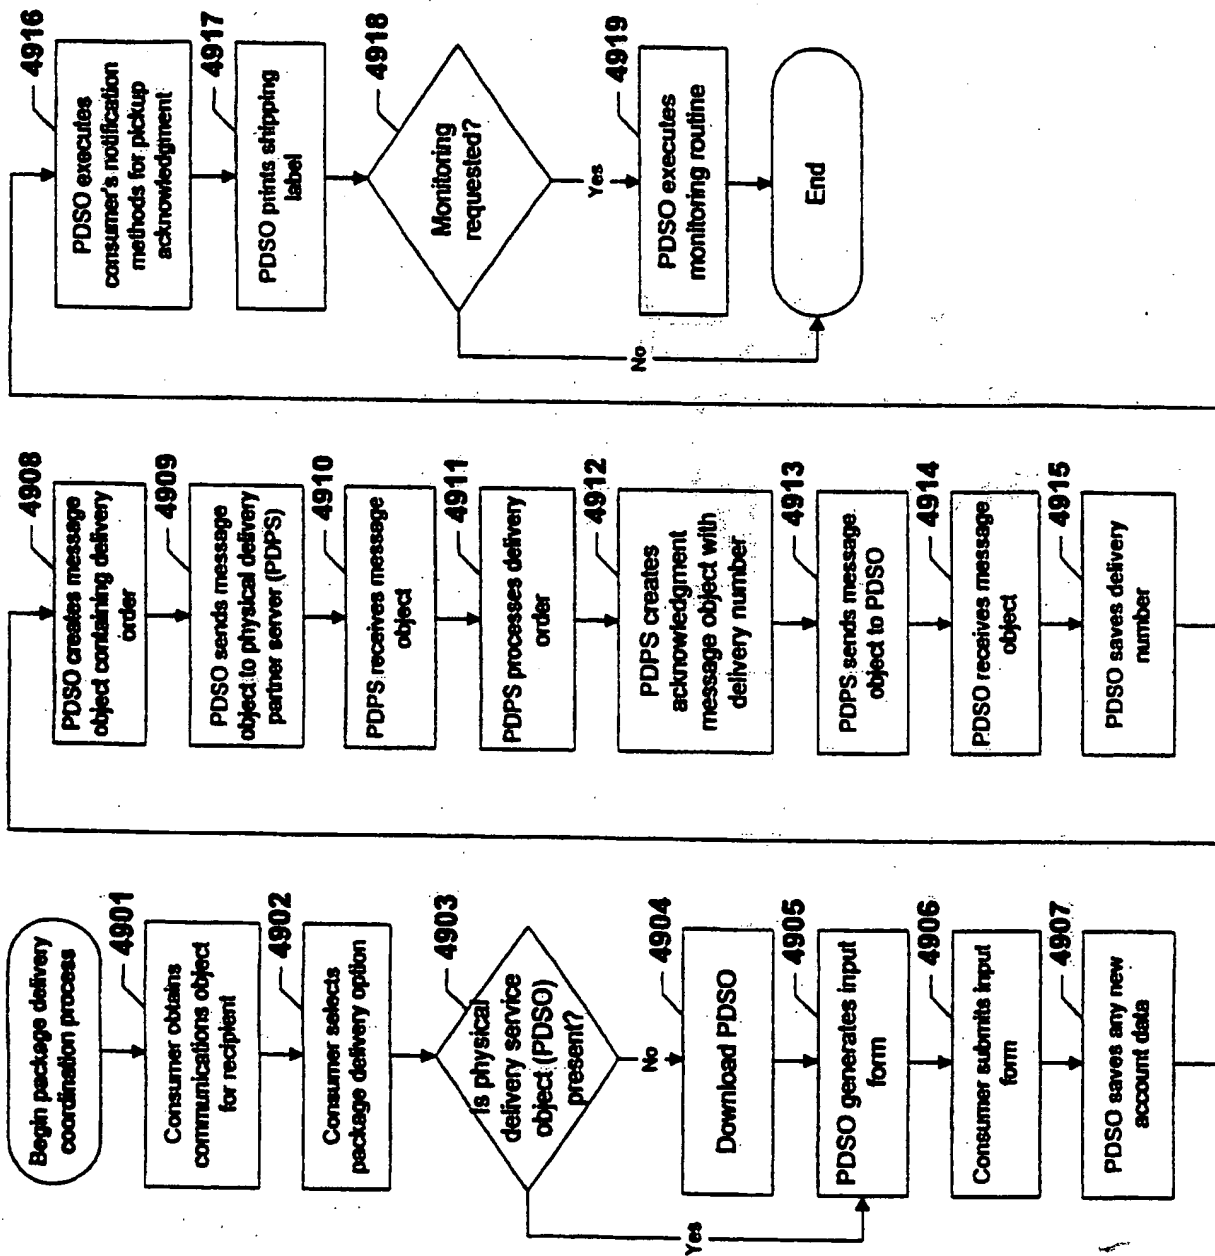 Begin package delivery
coordination process
4901
Consumer obtains
communications object
for recipient
4902
Consumer selects
package delivery option
4903
Is physical
delivery service
object (PDSO)
present?
No
Yes
4904
Download PDSO
4905
PDSO generates input
form
4906
Consumer submits input
form
4907
PDSO saves any new
account data
4908
PDSO creates message
object containing delivery
order
4909
PDSO sends message
object to physical delivery
partner server (PDPS)
4910
PDPS receives message
object
4911
PDPS processes delivery
order
4912
PDPS creates
acknowledgment
message object with
delivery number
4913
PDPS sends message
object to PDSO
4914
PDSO receives message
object
4915
PDSO saves delivery
number
4916
PDSO executes
consumer's notification
methods for pickup
acknowledgment
4917
PDSO prints shipping
label
4918
Monitoring
requested?
Yes
No
4919
PDSO executes
monitoring routine
End